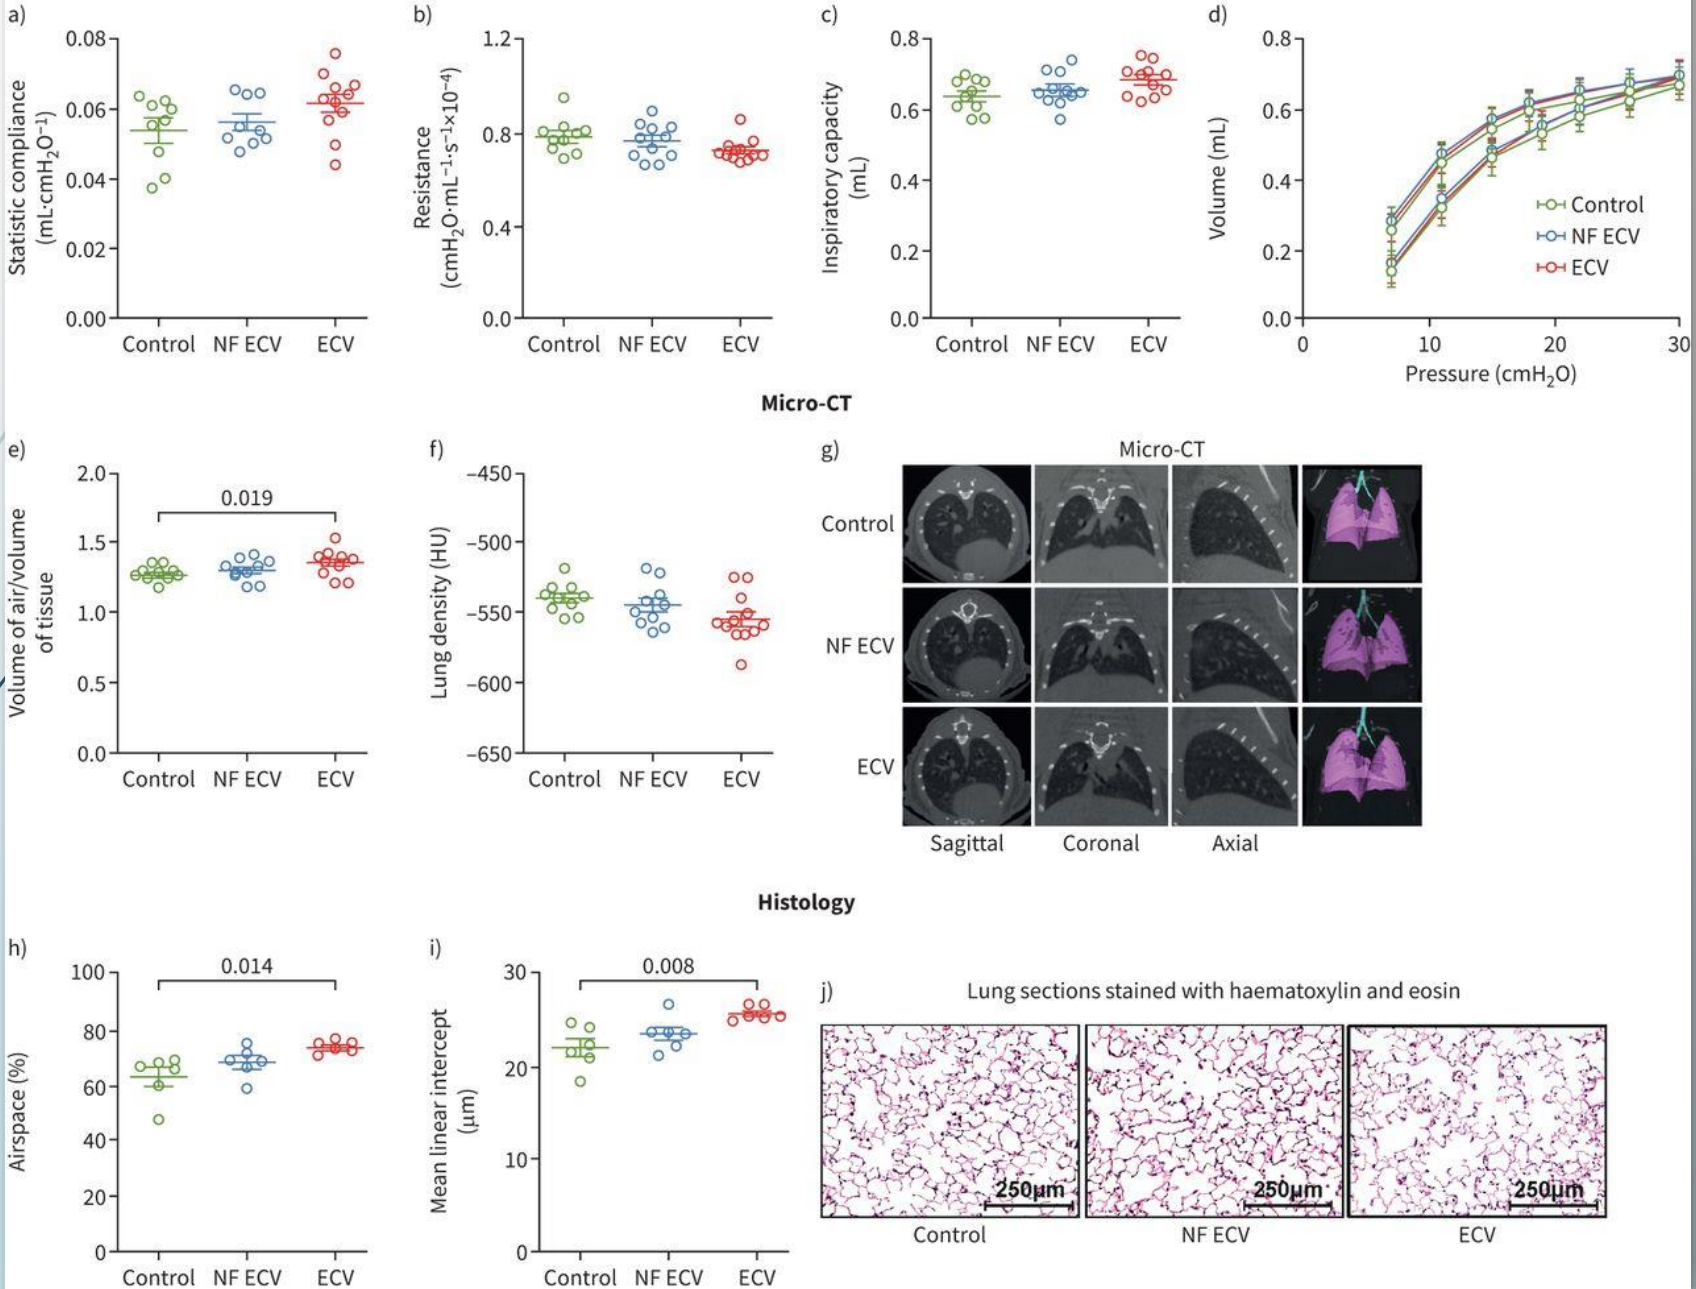 a)
Statistic compliance
(mL·cmH₂O⁻¹)
0.08
0.06
0.04
0.02
0.00
Control
NF ECV
ECV
b)
Resistance
(cmH₂O·mL⁻¹·s⁻¹×10⁻⁴)
1.2
0.8
0.4
0.0
Control
NF ECV
ECV
c)
Inspiratory capacity
(mL)
0.8
0.6
0.4
0.2
0.0
Control
NF ECV
ECV
d)
Volume (mL)
0.8
0.6
0.4
0.2
0.0
Control
NF ECV
ECV
0
10
20
30
Pressure (cmH₂O)
Micro-CT
e)
Volume of air/volume
of tissue
2.0
1.5
1.0
0.5
0.0
0.019
Control
NF ECV
ECV
f)
Lung density (HU)
−450
−500
−550
−600
−650
Control
NF ECV
ECV
g)
Micro-CT
Control
NF ECV
ECV
Sagittal
Coronal
Axial
Histology
h)
Airspace (%)
100
80
60
40
20
0
0.014
Control
NF ECV
ECV
i)
Mean linear intercept
(μm)
30
20
10
0
0.008
Control
NF ECV
ECV
j)
Lung sections stained with haematoxylin and eosin
250μm
250μm
250μm
Control
NF ECV
ECV